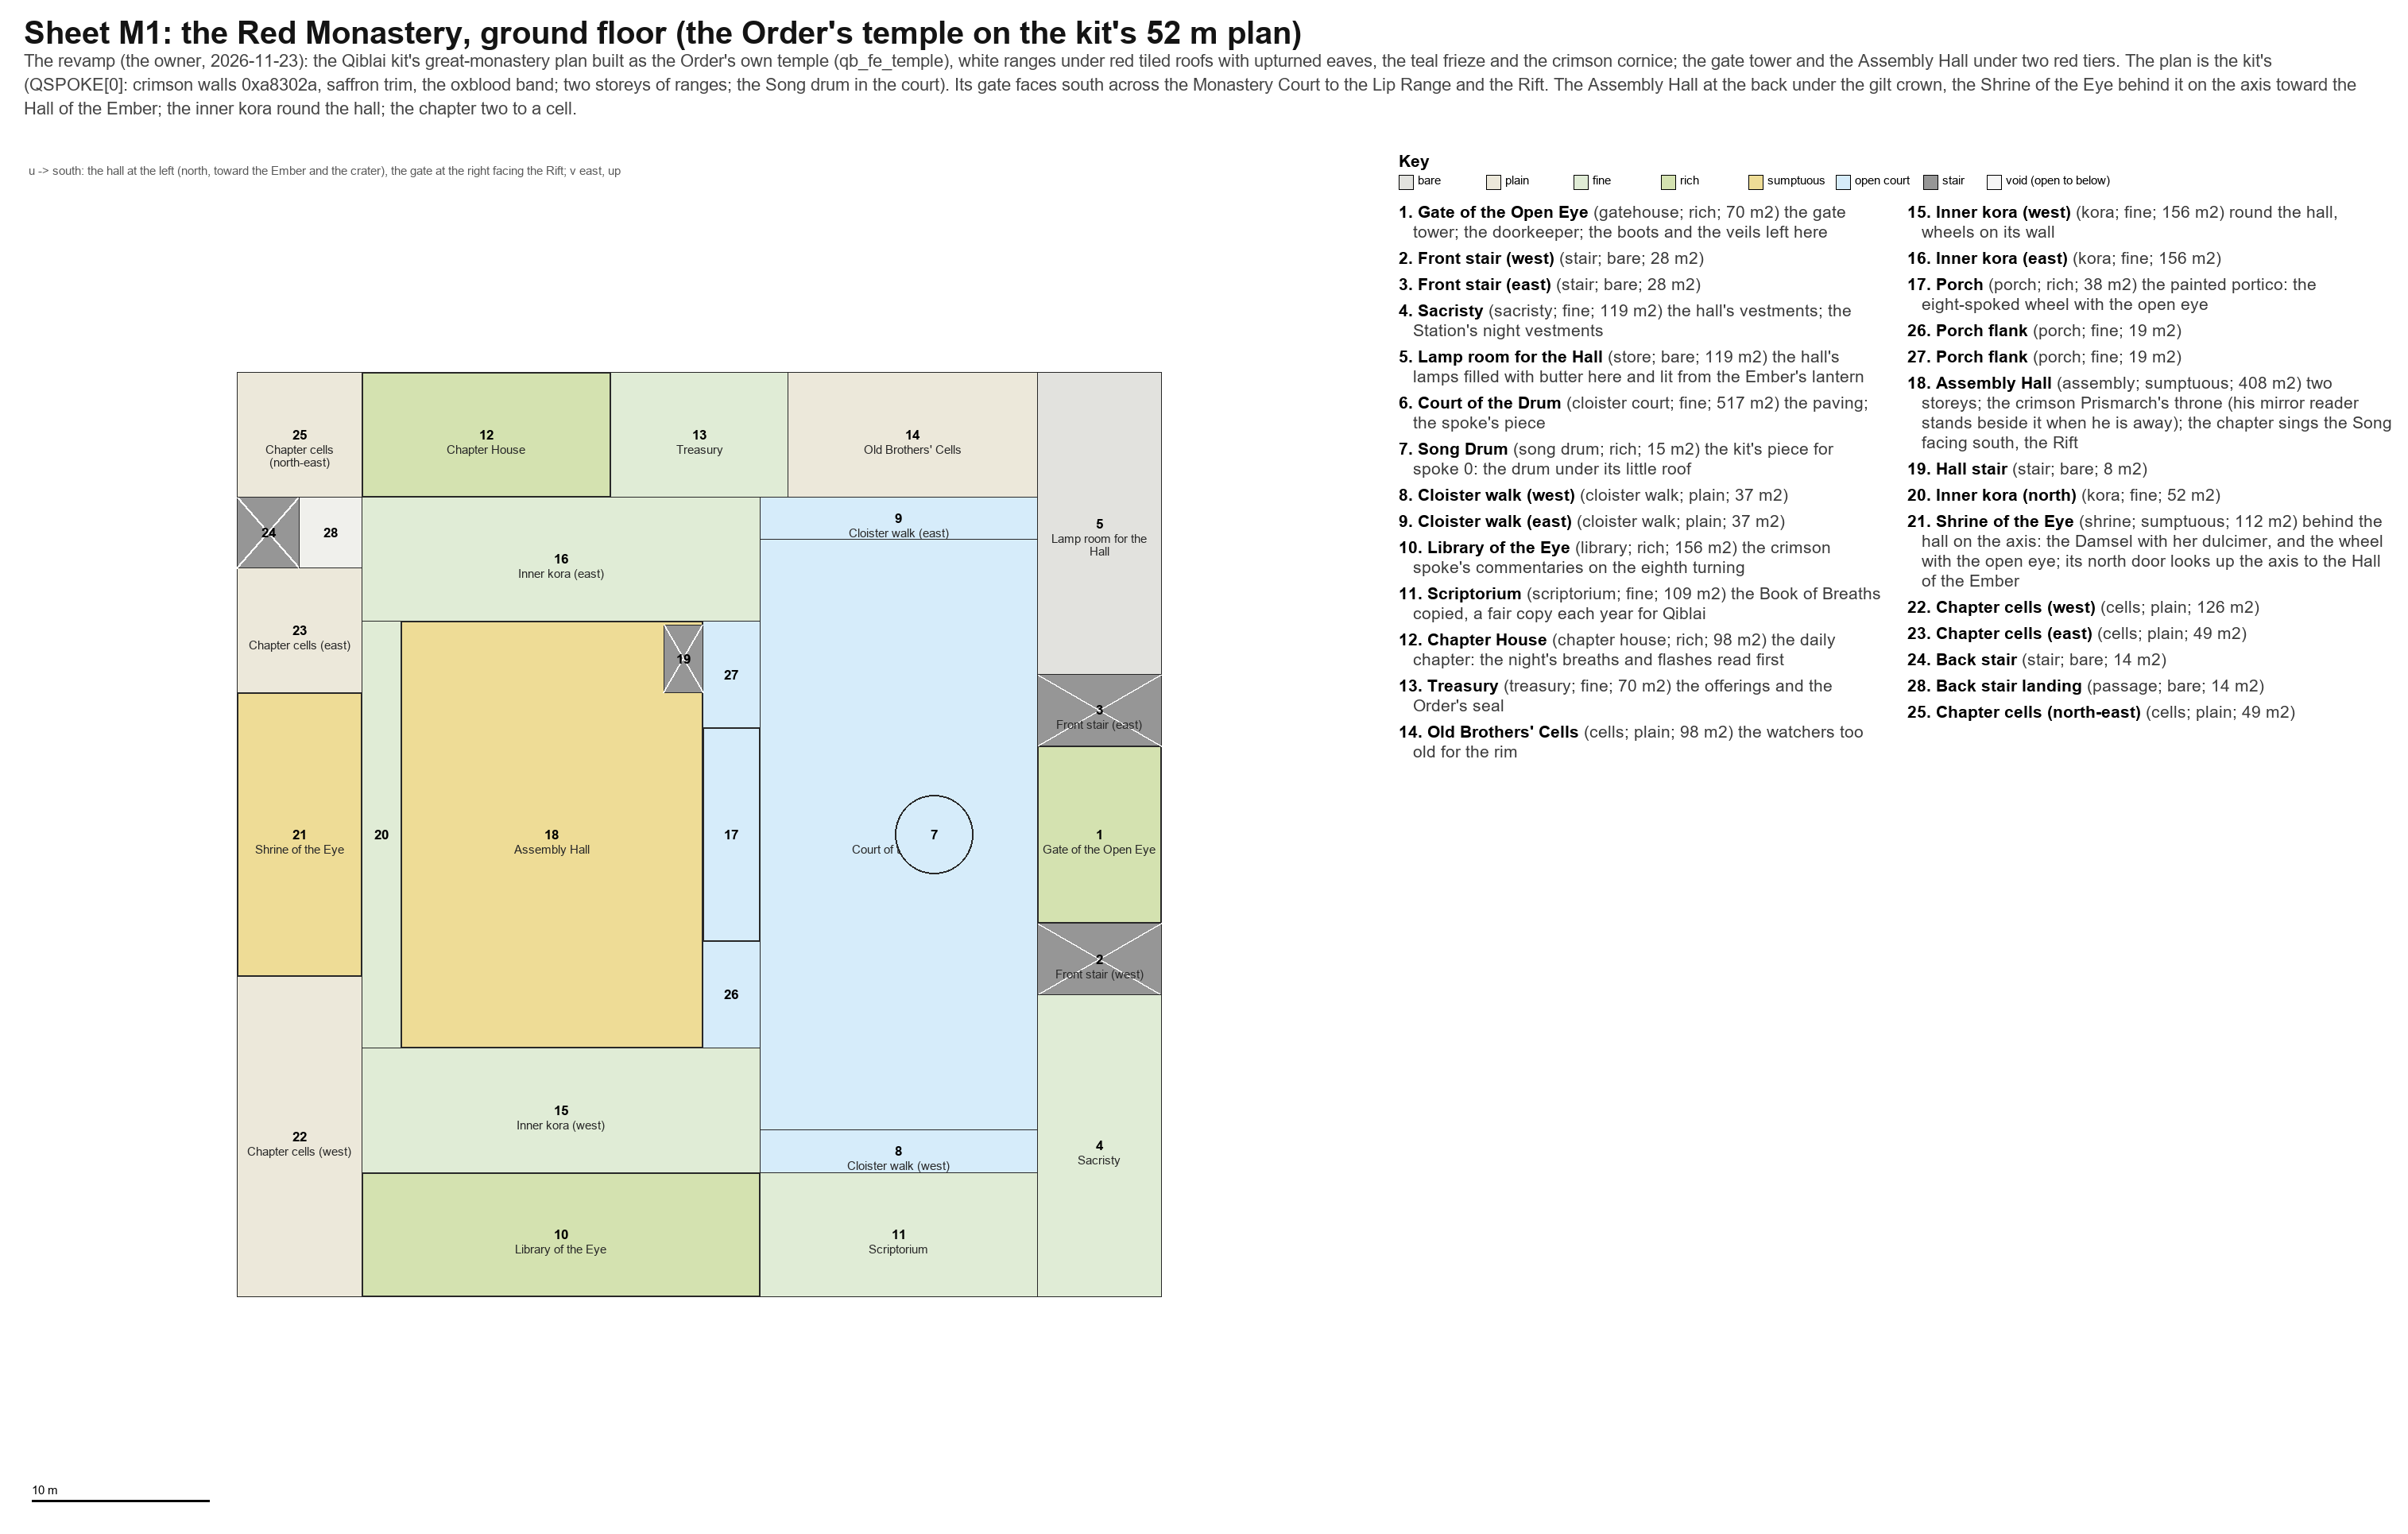 Sheet M1: the Red Monastery, ground floor (the Order's temple on the kit's 52 m plan)
The revamp (the owner, 2026-11-23): the Qiblai kit's great-monastery plan built as the Order's own temple (qb_fe_temple), white ranges under red tiled roofs with upturned eaves, the teal frieze and the crimson cornice; the gate tower and the Assembly Hall under two red tiers. The plan is the kit's
(QSPOKE[0]: crimson walls 0xa8302a, saffron trim, the oxblood band; two storeys of ranges; the Song drum in the court). Its gate faces south across the Monastery Court to the Lip Range and the Rift. The Assembly Hall at the back under the gilt crown, the Shrine of the Eye behind it on the axis toward the
Hall of the Ember; the inner kora round the hall; the chapter two to a cell.
u -> south: the hall at the left (north, toward the Ember and the crater), the gate at the right facing the Rift; v east, up
25
Chapter cells
(north-east)
12
Chapter House
13
Treasury
14
Old Brothers' Cells
5
Lamp room for the
Hall
24
28
16
Inner kora (east)
9
Cloister walk (east)
23
Chapter cells (east)
19
27
3
Front stair (east)
21
Shrine of the Eye
20
18
Assembly Hall
17
Court of
7
1
Gate of the Open Eye
26
2
Front stair (west)
22
Chapter cells (west)
15
Inner kora (west)
8
Cloister walk (west)
4
Sacristy
10
Library of the Eye
11
Scriptorium
10 m
Key
bare
plain
fine
rich
sumptuous
open court
stair
void (open to below)
1. Gate of the Open Eye (gatehouse; rich; 70 m2) the gate
tower; the doorkeeper; the boots and the veils left here
2. Front stair (west) (stair; bare; 28 m2)
3. Front stair (east) (stair; bare; 28 m2)
4. Sacristy (sacristy; fine; 119 m2) the hall's vestments; the
Station's night vestments
5. Lamp room for the Hall (store; bare; 119 m2) the hall's
lamps filled with butter here and lit from the Ember's lantern
6. Court of the Drum (cloister court; fine; 517 m2) the paving;
the spoke's piece
7. Song Drum (song drum; rich; 15 m2) the kit's piece for
spoke 0: the drum under its little roof
8. Cloister walk (west) (cloister walk; plain; 37 m2)
9. Cloister walk (east) (cloister walk; plain; 37 m2)
10. Library of the Eye (library; rich; 156 m2) the crimson
spoke's commentaries on the eighth turning
11. Scriptorium (scriptorium; fine; 109 m2) the Book of Breaths
copied, a fair copy each year for Qiblai
12. Chapter House (chapter house; rich; 98 m2) the daily
chapter: the night's breaths and flashes read first
13. Treasury (treasury; fine; 70 m2) the offerings and the
Order's seal
14. Old Brothers' Cells (cells; plain; 98 m2) the watchers too
old for the rim
15. Inner kora (west) (kora; fine; 156 m2) round the hall,
wheels on its wall
16. Inner kora (east) (kora; fine; 156 m2)
17. Porch (porch; rich; 38 m2) the painted portico: the
eight-spoked wheel with the open eye
26. Porch flank (porch; fine; 19 m2)
27. Porch flank (porch; fine; 19 m2)
18. Assembly Hall (assembly; sumptuous; 408 m2) two
storeys; the crimson Prismarch's throne (his mirror reader
stands beside it when he is away); the chapter sings the Song
facing south, the Rift
19. Hall stair (stair; bare; 8 m2)
20. Inner kora (north) (kora; fine; 52 m2)
21. Shrine of the Eye (shrine; sumptuous; 112 m2) behind the
hall on the axis: the Damsel with her dulcimer, and the wheel
with the open eye; its north door looks up the axis to the Hall
of the Ember
22. Chapter cells (west) (cells; plain; 126 m2)
23. Chapter cells (east) (cells; plain; 49 m2)
24. Back stair (stair; bare; 14 m2)
28. Back stair landing (passage; bare; 14 m2)
25. Chapter cells (north-east) (cells; plain; 49 m2)